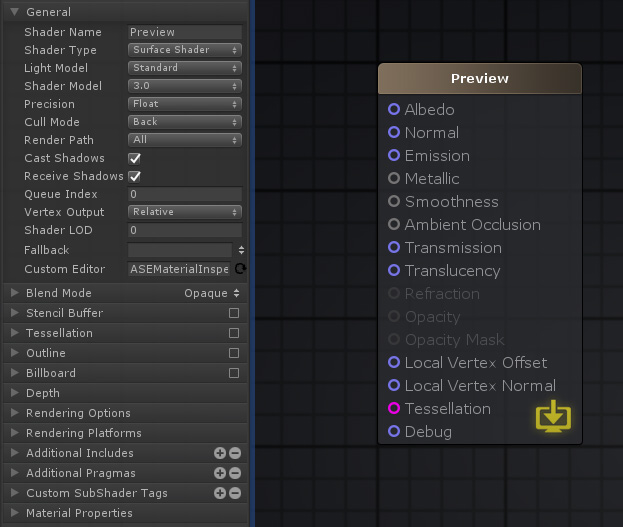 General
Shader Name Preview
Shader Type Surface Shader
Light Model Standard
Shader Model 3.0
Precision Float
Cull Mode Back
Render Path All
Cast Shadows
Receive Shadows
Queue Index 0
Vertex Output Relative
Shader LOD 0
Fallback
Custom Editor ASEMaterialInspe
Blend Mode Opaque
Stencil Buffer
Tessellation
Outline
Billboard
Depth
Rendering Options
Rendering Platforms
Additional Includes
Additional Pragmas
Custom SubShader Tags
Material Properties
Preview
Albedo
Normal
Emission
Metallic
Smoothness
Ambient Occlusion
Transmission
Translucency
Refraction
Opacity
Opacity Mask
Local Vertex Offset
Local Vertex Normal
Tessellation
Debug